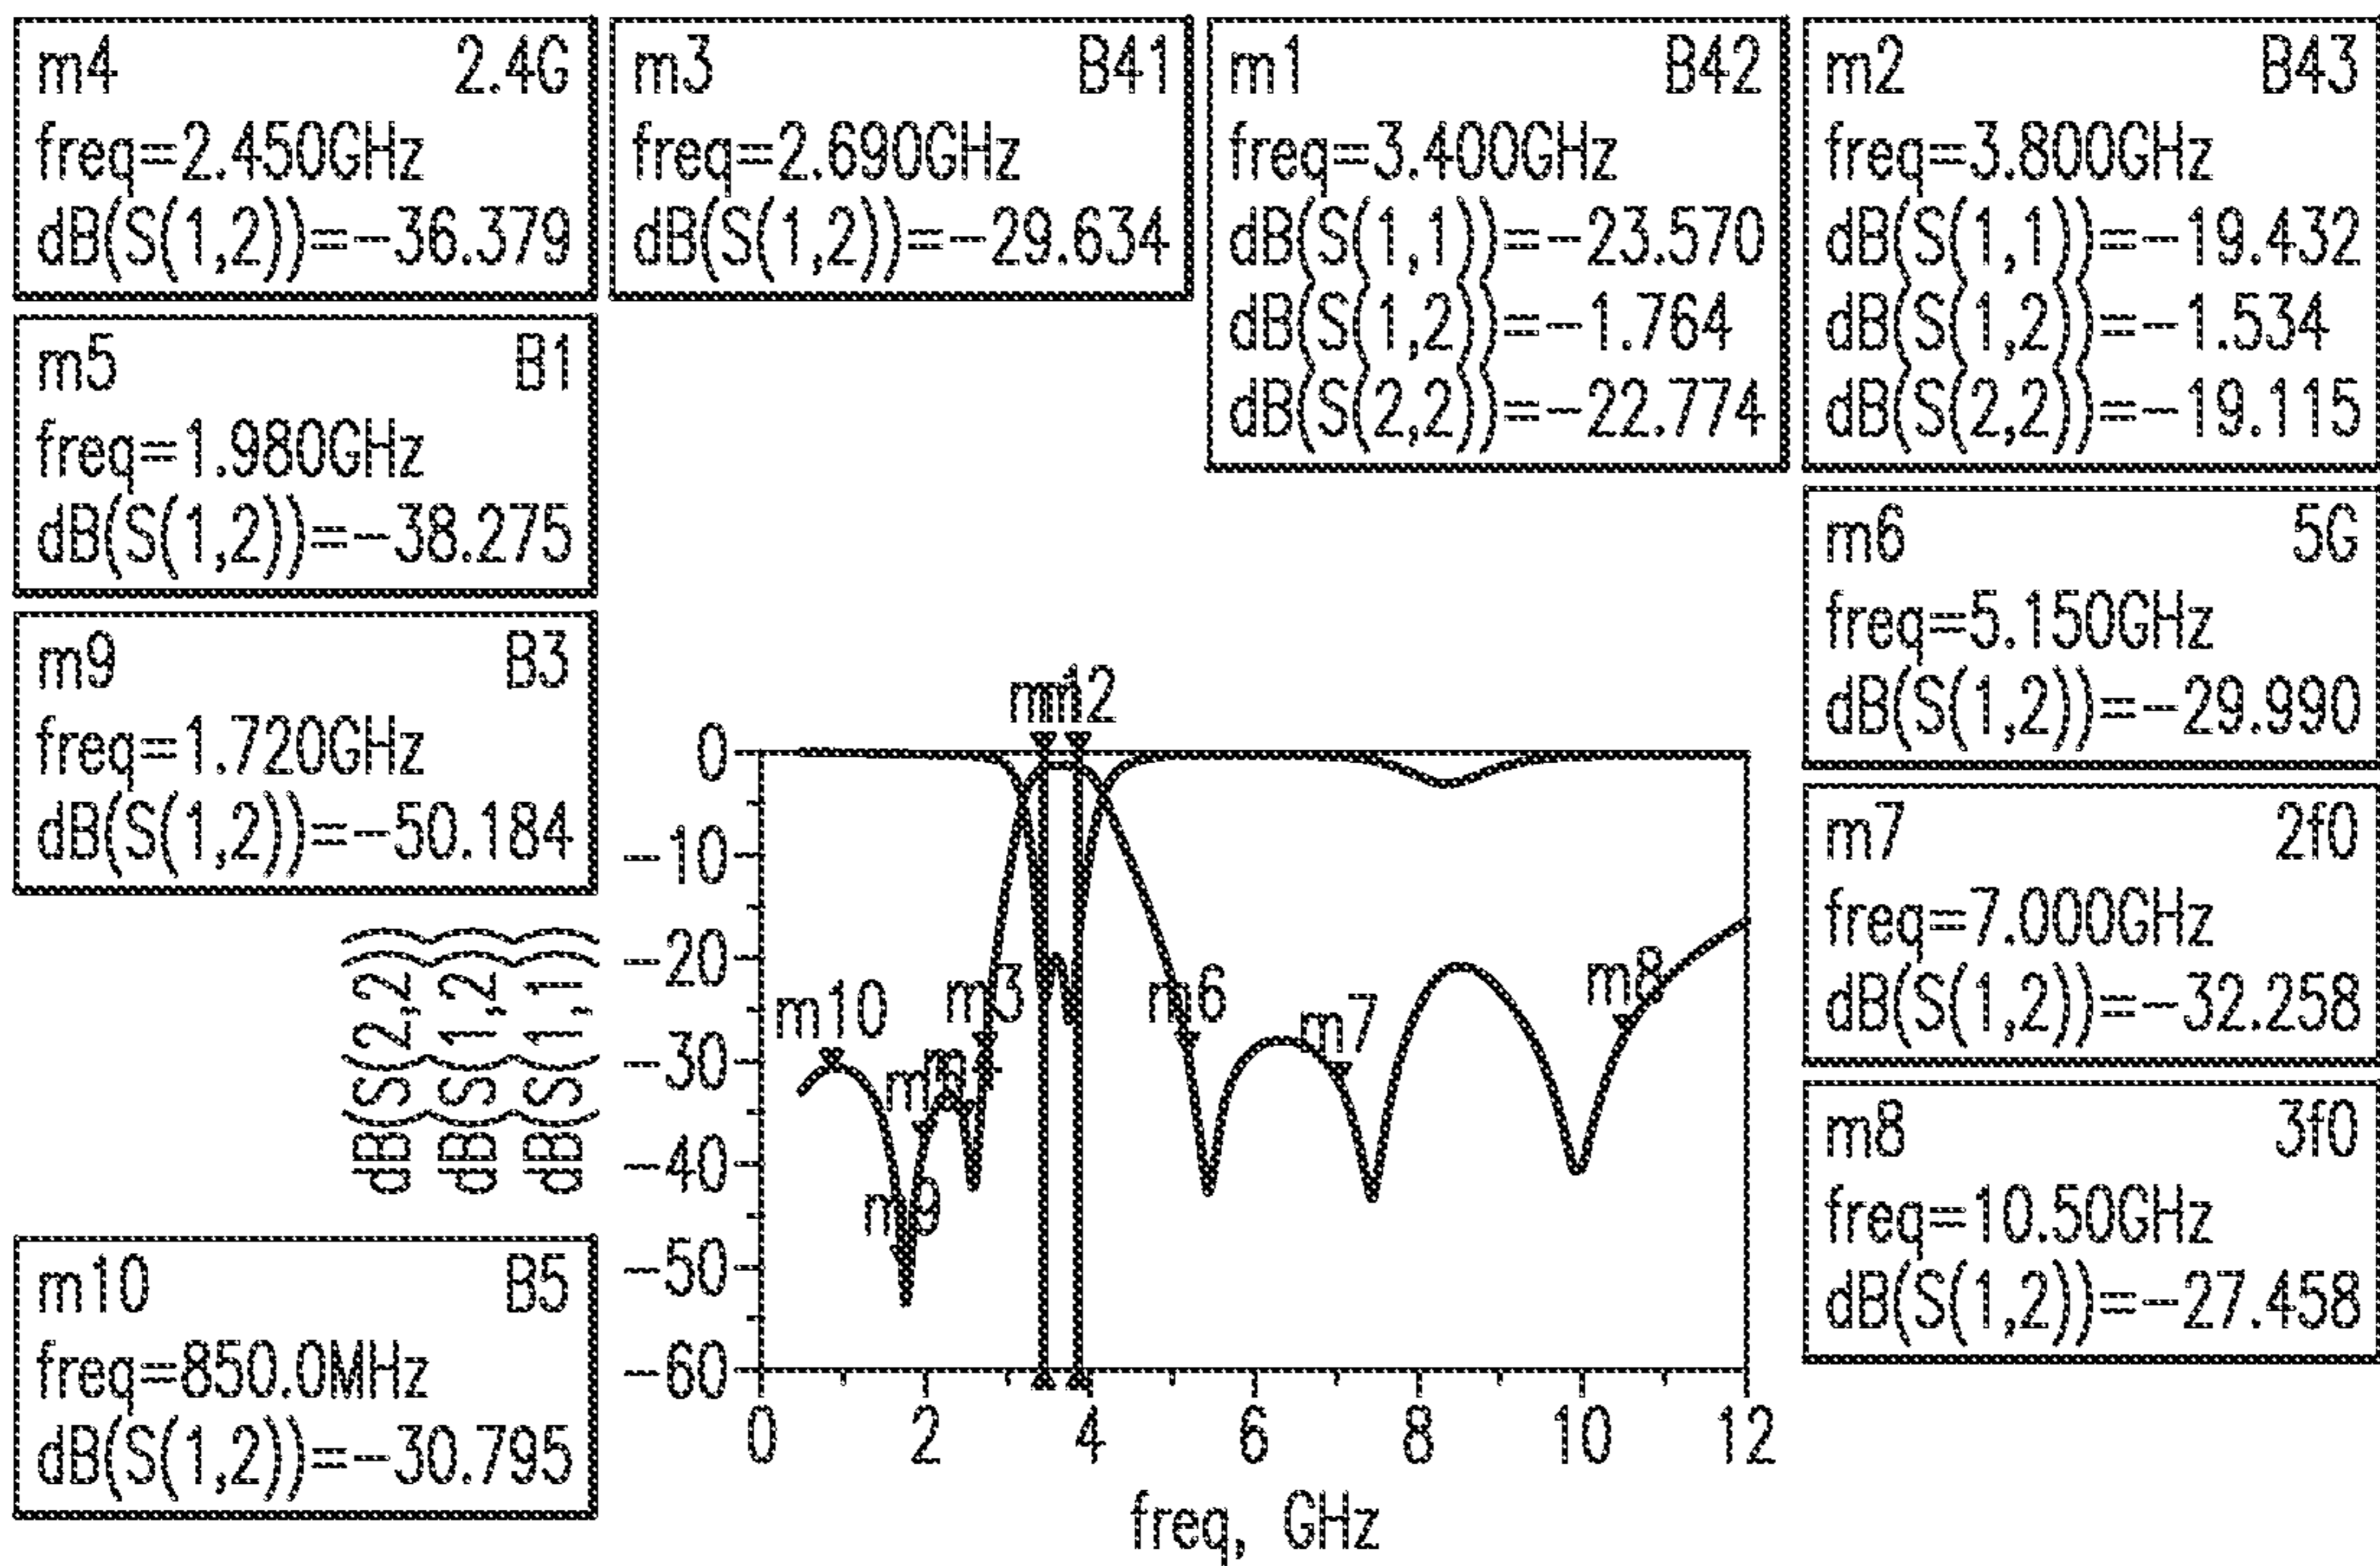 m4 2.4G
freq=2.450GHz
dB(S(1,2))=-36.379
m3 B41
freq=2.690GHz
dB(S(1,2))=-29.634
m1 B42
freq=3.400GHz
dB(S(1,1))=-23.570
dB(S(1,2))=-1.764
dB(S(2,2))=-22.774
m2 B43
freq=3.800GHz
dB(S(1,1))=-19.432
dB(S(1,2))=-1.534
dB(S(2,2))=-19.115
m5 B1
freq=1.980GHz
dB(S(1,2))=-38.275
m9 B3
freq=1.720GHz
dB(S(1,2))=-50.184
m10 B5
freq=850.0MHz
dB(S(1,2))=-30.795
m6 5G
freq=5.150GHz
dB(S(1,2))=-29.990
m7 2f0
freq=7.000GHz
dB(S(1,2))=-32.258
m8 3f0
freq=10.50GHz
dB(S(1,2))=-27.458
dB(S(2,2))
dB(S(1,2))
dB(S(1,1))
0
-10
-20
-30
-40
-50
-60
m10
m3
m6
m7
m8
m9
0 2 4 6 8 10 12
freq, GHz